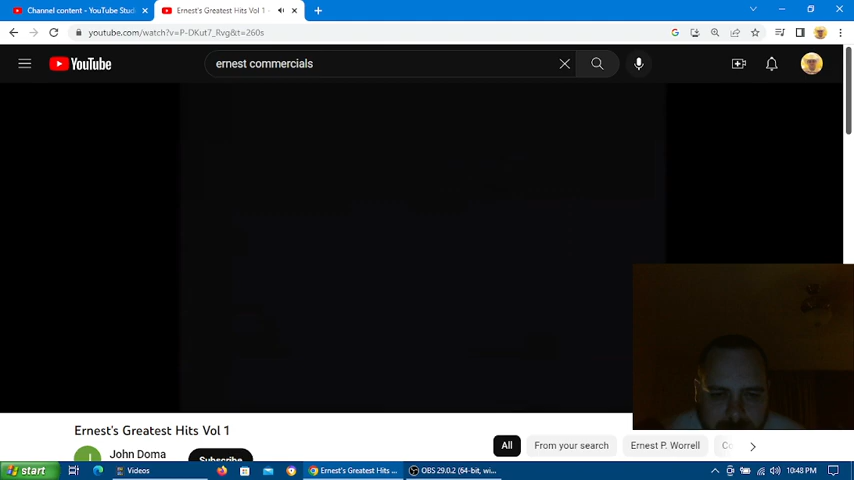 Channel content - YouTube Stud
Ernest's Greatest Hits Vol 1 -
youtube.com/watch?v=P-DKut7_Rvg&t=260s
YouTube
ernest commercials
Ernest's Greatest Hits Vol 1
John Doma
Subscribe
All
From your search
Ernest P. Worrell
start
Videos
Ernest's Greatest Hits ...
OBS 29.0.2 (64-bit, wi...
10:48 PM